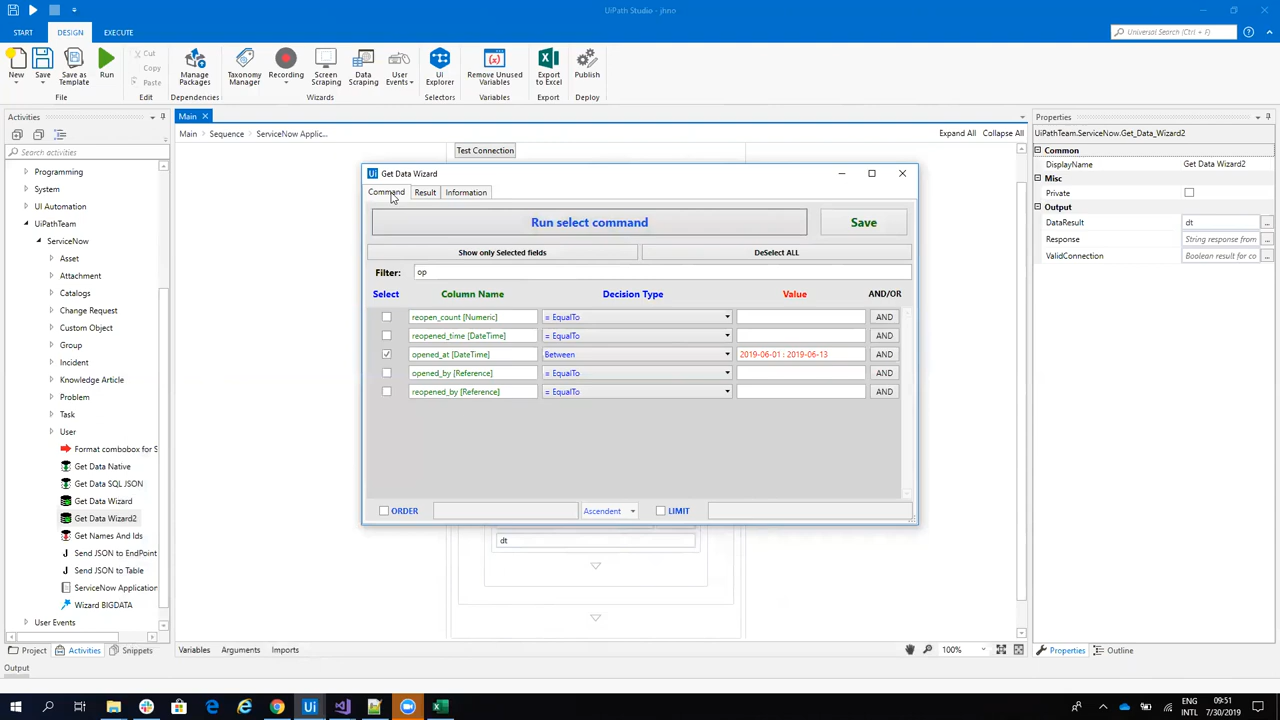 UiPath Studio - jhno
START
DESIGN
EXECUTE
Universal Search (Ctrl + F)
New
Save
Save as Template
Run
Cut
Copy
Paste
Manage Packages
Taxonomy Manager
Recording
Screen Scraping
Data Scraping
User Events
Ui Explorer
Remove Unused Variables
Export to Excel
Publish
File
Edit
Dependencies
Wizards
Selectors
Variables
Export
Deploy
Activities
Search activities
Programming
System
UI Automation
UiPathTeam
ServiceNow
Asset
Attachment
Catalogs
Change Request
Custom Object
Group
Incident
Knowledge Article
Problem
Task
User
Format combobox for S
Get Data Native
Get Data SQL JSON
Get Data Wizard
Get Data Wizard2
Get Names And Ids
Send JSON to EndPoint
Send JSON to Table
ServiceNow Application
Wizard BIGDATA
User Events
Project
Activities
Snippets
Output
Main
Main
Sequence
ServiceNow Applic...
Expand All
Collapse All
Test Connection
Get Data Wizard
Command
Result
Information
Run select command
Save
Show only Selected fields
DeSelect ALL
Filter:
op
Select
Column Name
Decision Type
Value
AND/OR
reopen_count [Numeric]
= EqualTo
AND
reopened_time [DateTime]
= EqualTo
AND
opened_at [DateTime]
Between
2019-06-01 : 2019-06-13
AND
opened_by [Reference]
= EqualTo
AND
reopened_by [Reference]
= EqualTo
AND
ORDER
Ascendent
LIMIT
dt
Variables
Arguments
Imports
100%
Properties
UiPathTeam.ServiceNow.Get_Data_Wizard2
Common
DisplayName
Get Data Wizard2
Misc
Private
Output
DataResult
dt
Response
String response from
ValidConnection
Boolean result for co
Properties
Outline
ENG
INTL
09:51
7/30/2019